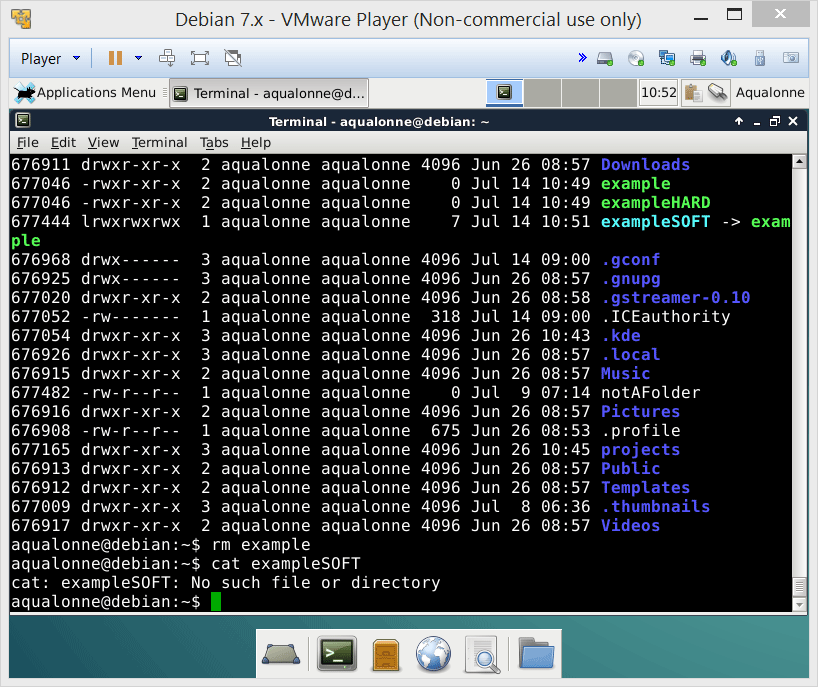 Debian 7.x - VMware Player (Non-commercial use only)
Player
Applications Menu
Terminal - aqualonne@d...
10:52
Aqualonne
Terminal - aqualonne@debian: ~
File Edit View Terminal Tabs Help
676911 drwxr-xr-x 2 aqualonne aqualonne 4096 Jun 26 08:57 Downloads
677046 -rwxr-xr-x 2 aqualonne aqualonne 0 Jul 14 10:49 example
677046 -rwxr-xr-x 2 aqualonne aqualonne 0 Jul 14 10:49 exampleHARD
677444 lrwxrwxrwx 1 aqualonne aqualonne 7 Jul 14 10:51 exampleSOFT -> exam
ple
676968 drwx------ 3 aqualonne aqualonne 4096 Jul 14 09:00 .gconf
676925 drwx------ 3 aqualonne aqualonne 4096 Jun 26 08:57 .gnupg
677020 drwxr-xr-x 2 aqualonne aqualonne 4096 Jun 26 08:58 .gstreamer-0.10
677052 -rw------- 1 aqualonne aqualonne 318 Jul 14 09:00 .ICEauthority
677054 drwxr-xr-x 3 aqualonne aqualonne 4096 Jun 26 10:43 .kde
676926 drwxr-xr-x 3 aqualonne aqualonne 4096 Jun 26 08:57 .local
676915 drwxr-xr-x 2 aqualonne aqualonne 4096 Jun 26 08:57 Music
677482 -rw-r--r-- 1 aqualonne aqualonne 0 Jul 9 07:14 notAFolder
676916 drwxr-xr-x 2 aqualonne aqualonne 4096 Jun 26 08:57 Pictures
676908 -rw-r--r-- 1 aqualonne aqualonne 675 Jun 26 08:53 .profile
677165 drwxr-xr-x 3 aqualonne aqualonne 4096 Jun 26 10:45 projects
676913 drwxr-xr-x 2 aqualonne aqualonne 4096 Jun 26 08:57 Public
676912 drwxr-xr-x 2 aqualonne aqualonne 4096 Jun 26 08:57 Templates
677009 drwxr-xr-x 3 aqualonne aqualonne 4096 Jul 8 06:36 .thumbnails
676917 drwxr-xr-x 2 aqualonne aqualonne 4096 Jun 26 08:57 Videos
aqualonne@debian:~$ rm example
aqualonne@debian:~$ cat exampleSOFT
cat: exampleSOFT: No such file or directory
aqualonne@debian:~$